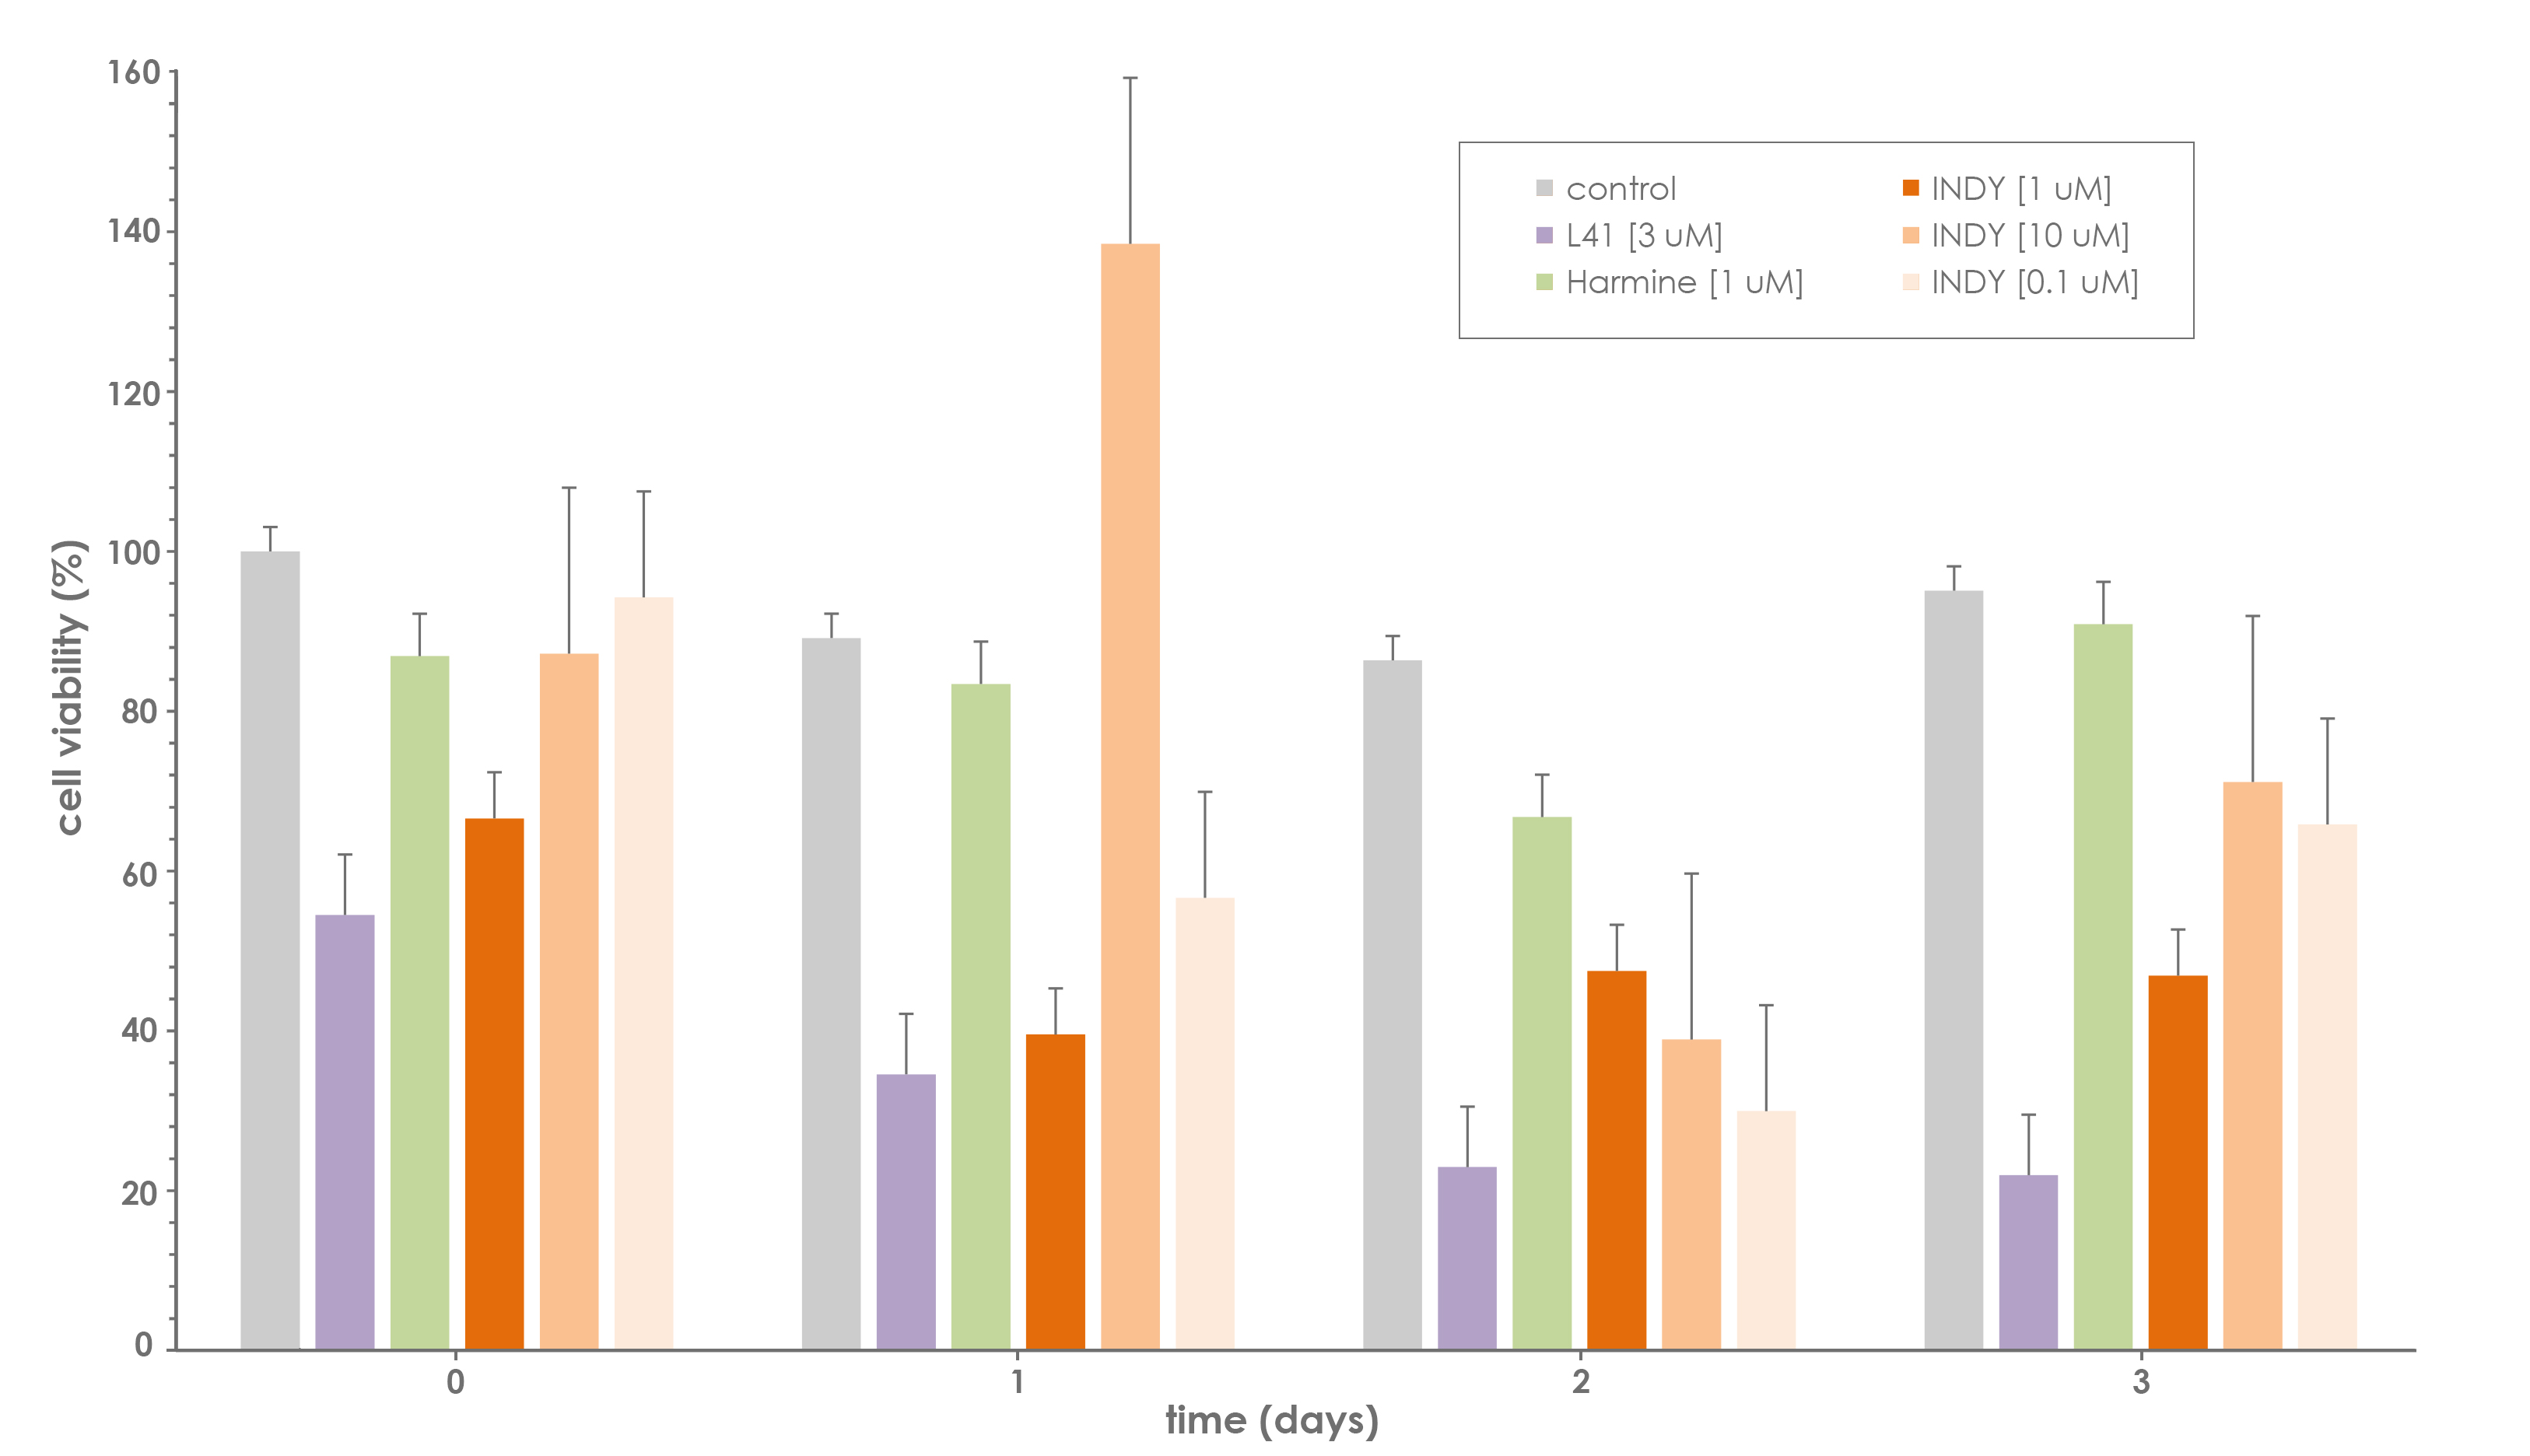 160
140
120
100
80
60
40
20
0
cell viability (%)
control
L41 [3 uM]
Harmine [1 uM]
INDY [1 uM]
INDY [10 uM]
INDY [0.1 uM]
0 1 2 3
time (days)